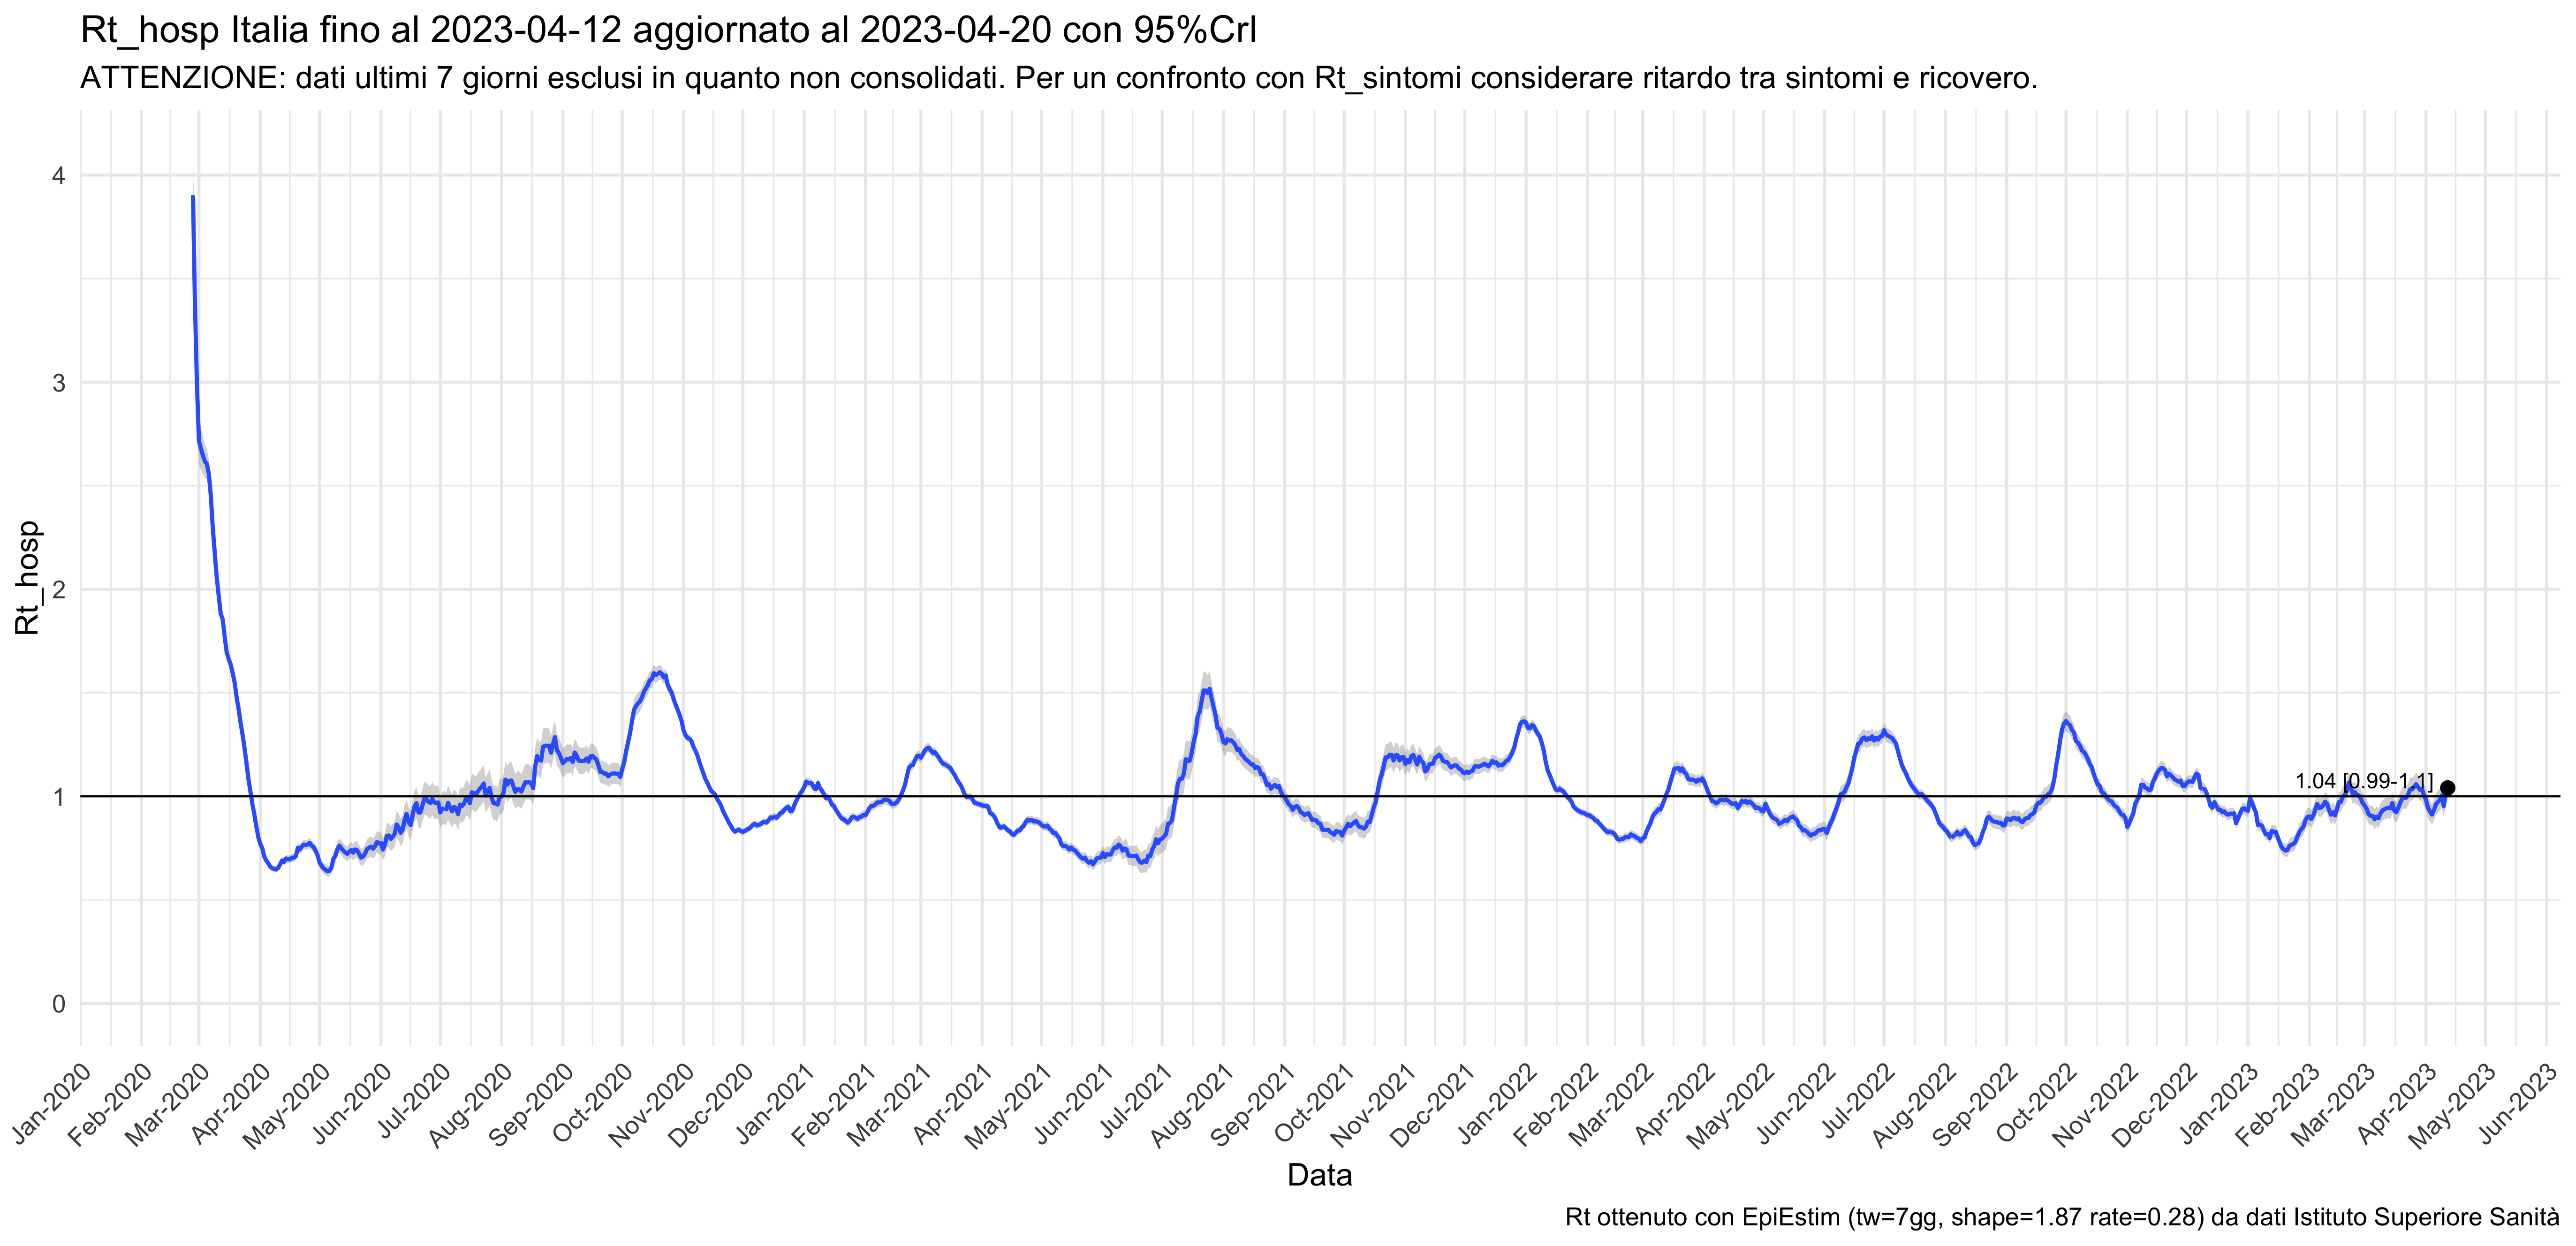 Rt_hosp Italia fino al 2023-04-12 aggiornato al 2023-04-20 con 95%CrI
ATTENZIONE: dati ultimi 7 giorni esclusi in quanto non consolidati. Per un confronto con Rt_sintomi considerare ritardo tra sintomi e ricovero.
4
3
2
1
0
Rt_hosp
1.04 [0.99-1.1]
Jan-2020
Feb-2020
Mar-2020
Apr-2020
May-2020
Jun-2020
Jul-2020
Aug-2020
Sep-2020
Oct-2020
Nov-2020
Dec-2020
Jan-2021
Feb-2021
Mar-2021
Apr-2021
May-2021
Jun-2021
Jul-2021
Aug-2021
Sep-2021
Oct-2021
Nov-2021
Dec-2021
Jan-2022
Feb-2022
Mar-2022
Apr-2022
May-2022
Jun-2022
Jul-2022
Aug-2022
Sep-2022
Oct-2022
Nov-2022
Dec-2022
Jan-2023
Feb-2023
Mar-2023
Apr-2023
May-2023
Jun-2023
Data
Rt ottenuto con EpiEstim (tw=7gg, shape=1.87 rate=0.28) da dati Istituto Superiore Sanità